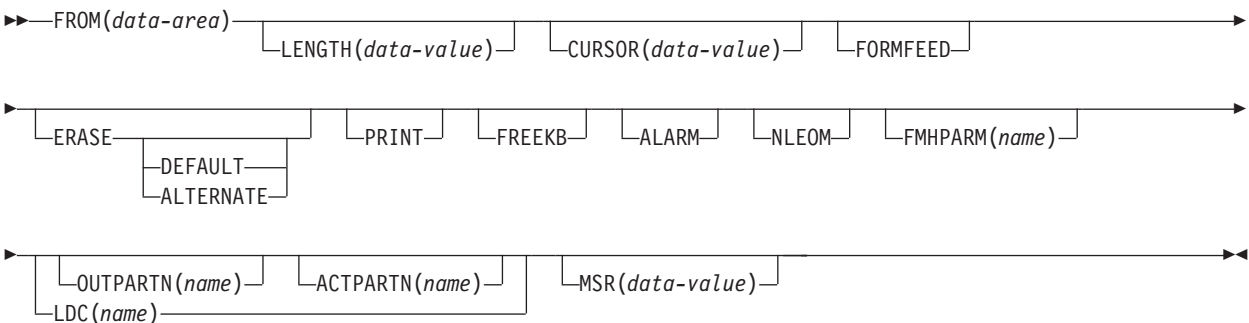 FROM(data-area) LENGTH(data-value) CURSOR(data-value) FORMFEED
ERASE DEFAULT ALTERNATE PRINT FREEKB ALARM NLEOM FMHPARM(name)
OUTPARTN(name) ACTPARTN(name) MSR(data-value)
LDC(name)